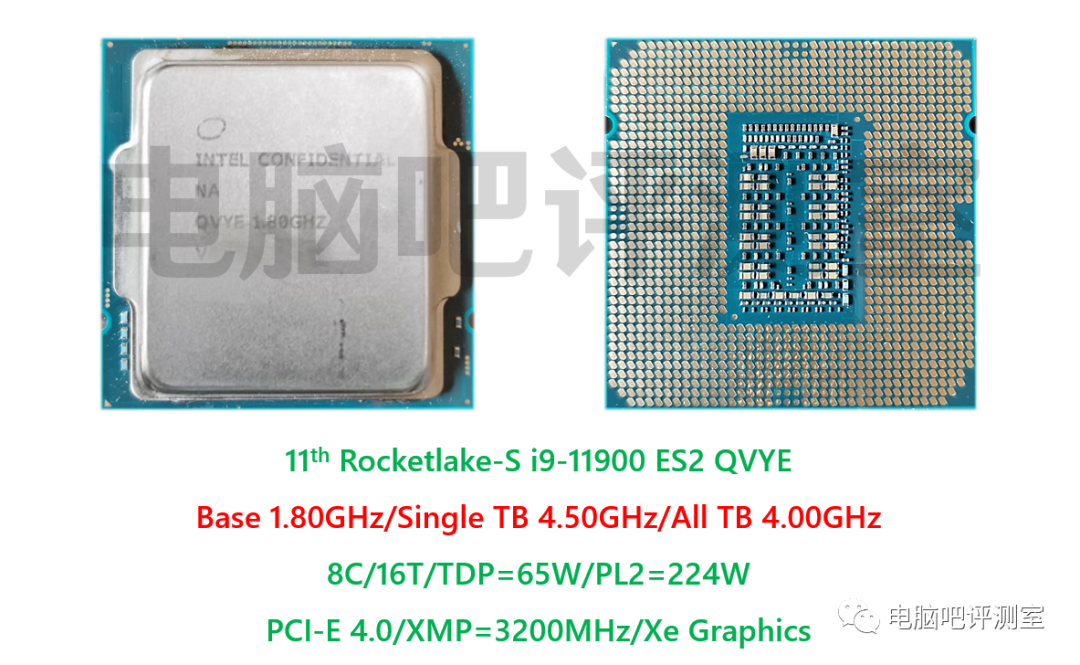 INTEL CONFIDENTIAL
NA
QVYE 1.80GHZ
电脑吧评测室
11th Rocketlake-S i9-11900 ES2 QVYE
Base 1.80GHz/Single TB 4.50GHz/All TB 4.00GHz
8C/16T/TDP=65W/PL2=224W
PCI-E 4.0/XMP=3200MHz/Xe Graphics
电脑吧评测室